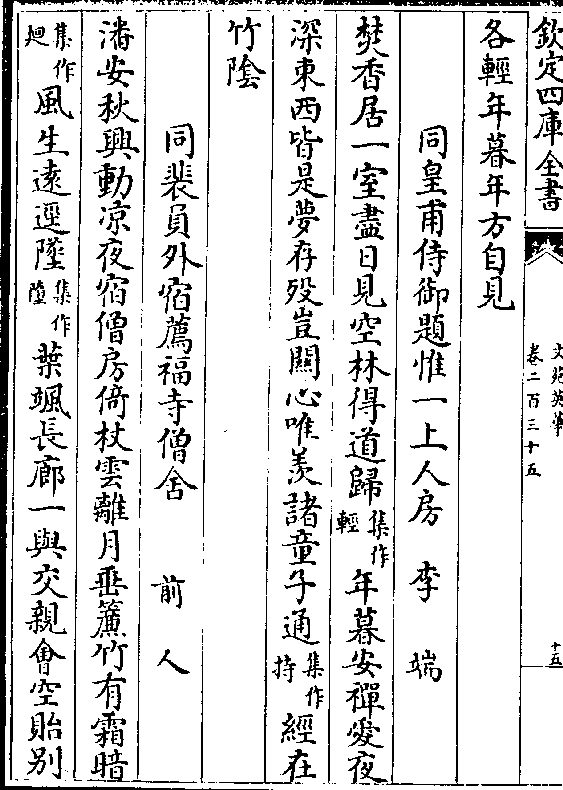 欽定四庫全書
文苑英華
卷二百三十五
十五
各輕年暮年方自見
同皇甫侍御題惟一上人房　李端
焚香居一室盡日見空林得道歸集作輕年暮安禪愛夜
深東西皆是夢存殁豈關心唯羡諸童子通集作持經在
竹陰
同裴員外宿薦福寺僧舍　前人
潘安秋興動凉夜宿僧房倚杖雲離月垂簾竹有霜暗
集作廻風生遠逕墜集作隕葉颯長廊一與交親會空貽别